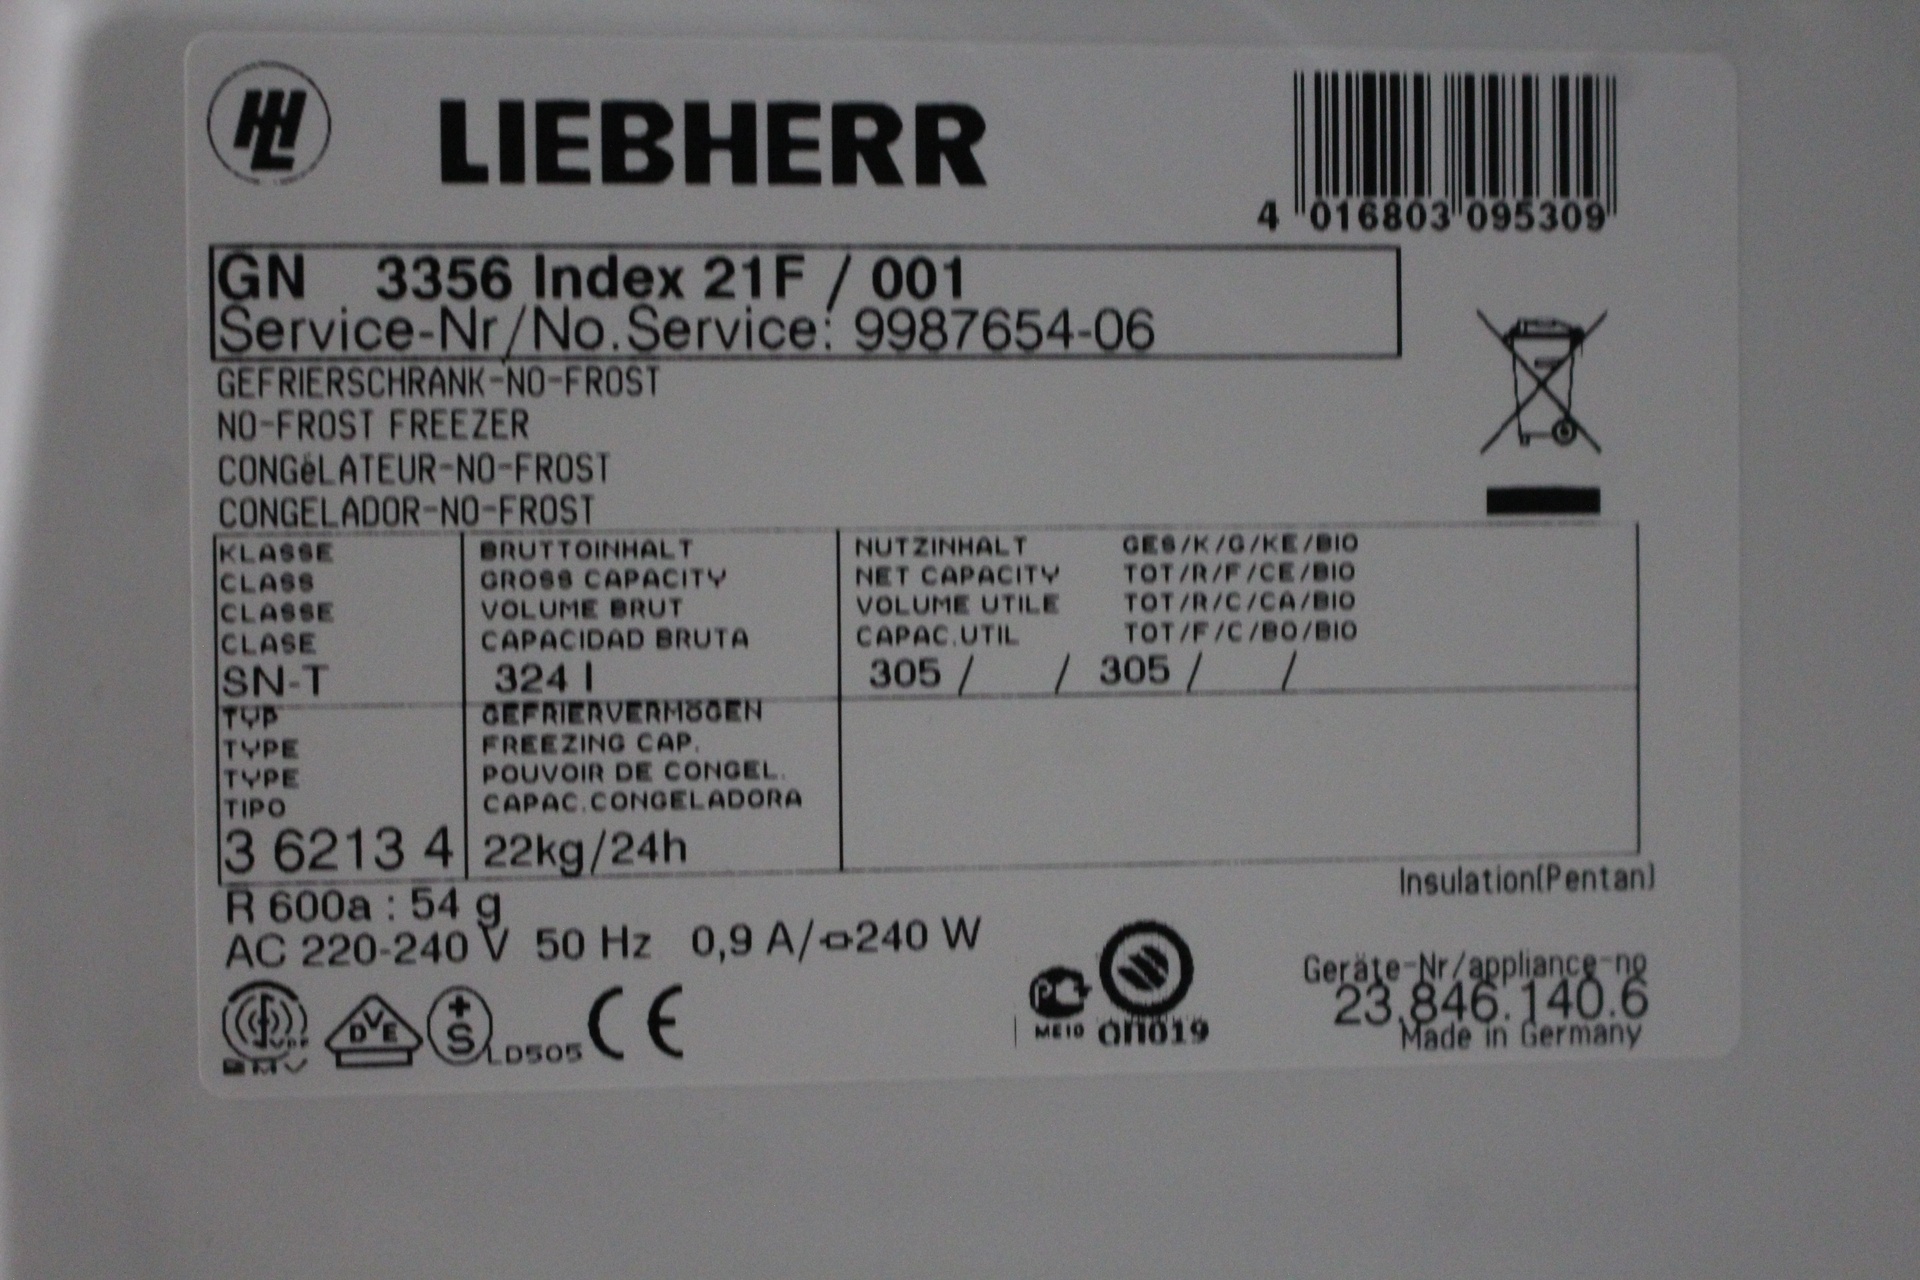 LIEBHERR
4 016803 095309
GN 3356 Index 21F / 001
Service-Nr/No.Service: 9987654-06
GEFRIERSCHRANK-NO-FROST
NO-FROST FREEZER
CONGèLATEUR-NO-FROST
CONGELADOR-NO-FROST
KLASSE
CLASS
CLASSE
CLASE
SN-T
BRUTTOINHALT
GROSS CAPACITY
VOLUME BRUT
CAPACIDAD BRUTA
324 l
NUTZINHALT GES/K/G/KE/BIO
NET CAPACITY TOT/R/F/CE/BIO
VOLUME UTILE TOT/R/C/CA/BIO
CAPAC.UTIL TOT/F/C/BO/BIO
305 / / 305 / /
TYP
TYPE
TYPE
TIPO
3 6213 4
GEFRIERVERMöGEN
FREEZING CAP.
POUVOIR DE CONGEL.
CAPAC.CONGELADORA
22kg/24h
Insulation(Pentan)
R 600a : 54 g
AC 220-240 V 50 Hz 0,9 A/ 240 W
DVE
+S
LD505
CE
ME10
ОП019
Geräte-Nr/appliance-no
23.846.140.6
Made in Germany